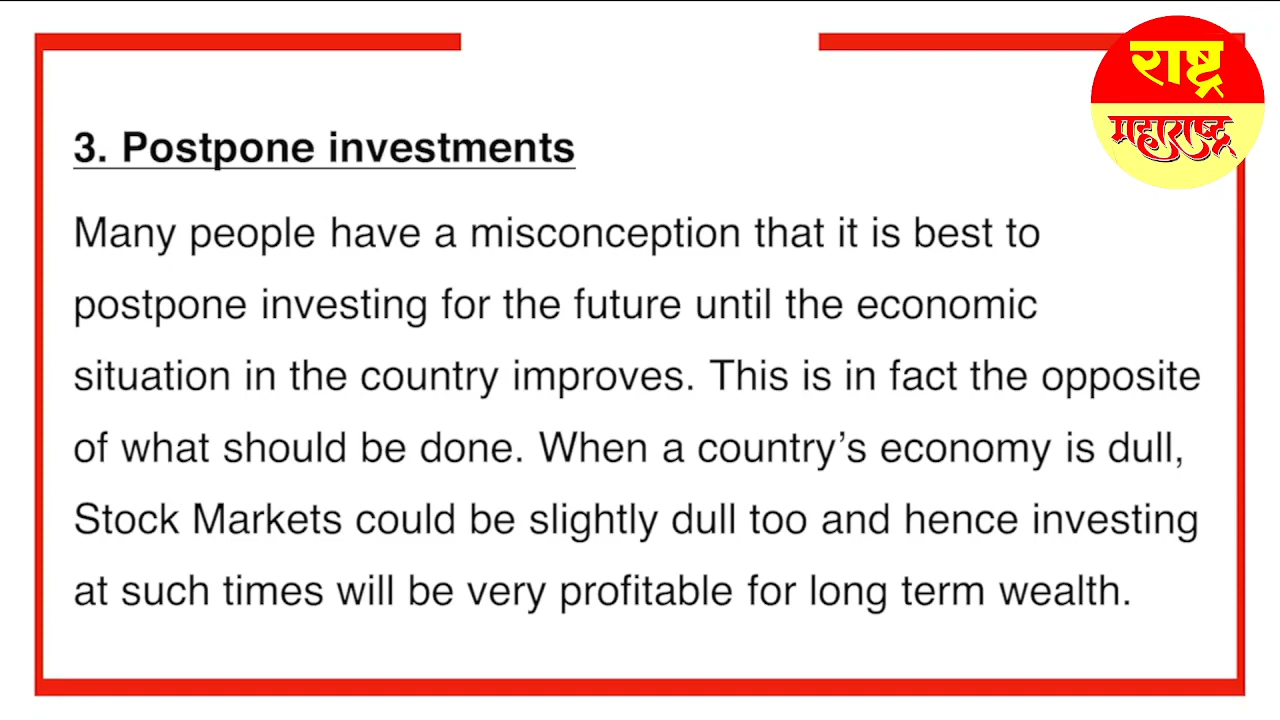 राष्ट्र
महाराष्ट्र
3. Postpone investments
Many people have a misconception that it is best to
postpone investing for the future until the economic
situation in the country improves. This is in fact the opposite
of what should be done. When a country’s economy is dull,
Stock Markets could be slightly dull too and hence investing
at such times will be very profitable for long term wealth.